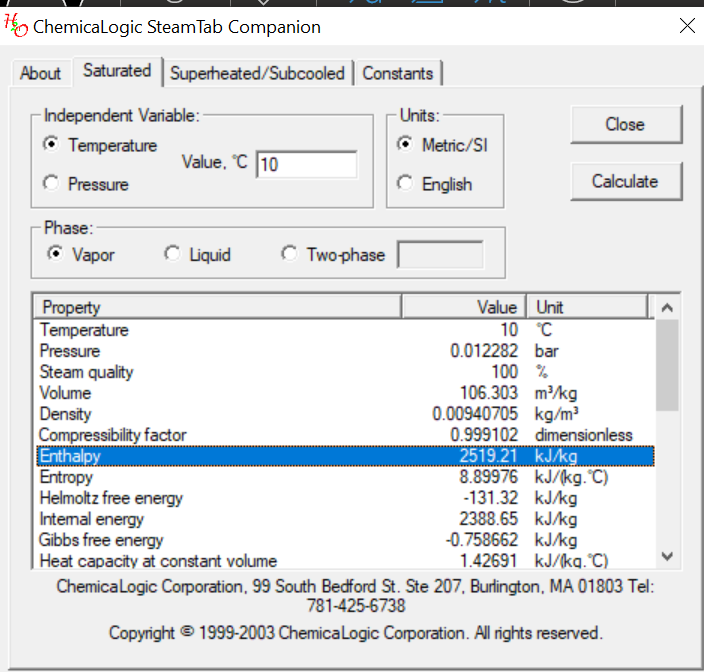 H2O ChemicaLogic SteamTab Companion
About Saturated Superheated/Subcooled Constants
Independent Variable:
Temperature
Pressure
Value, °C 10
Units:
Metric/SI
English
Close
Calculate
Phase:
Vapor Liquid Two-phase
Property Value Unit
Temperature 10 °C
Pressure 0.012282 bar
Steam quality 100 %
Volume 106.303 m³/kg
Density 0.00940705 kg/m³
Compressibility factor 0.999102 dimensionless
Enthalpy 2519.21 kJ/kg
Entropy 8.89976 kJ/(kg.°C)
Helmoltz free energy -131.32 kJ/kg
Internal energy 2388.65 kJ/kg
Gibbs free energy -0.758662 kJ/kg
Heat capacity at constant volume 1.42691 kJ/(kg.°C)
ChemicaLogic Corporation, 99 South Bedford St. Ste 207, Burlington, MA 01803 Tel:
781-425-6738
Copyright © 1999-2003 ChemicaLogic Corporation. All rights reserved.